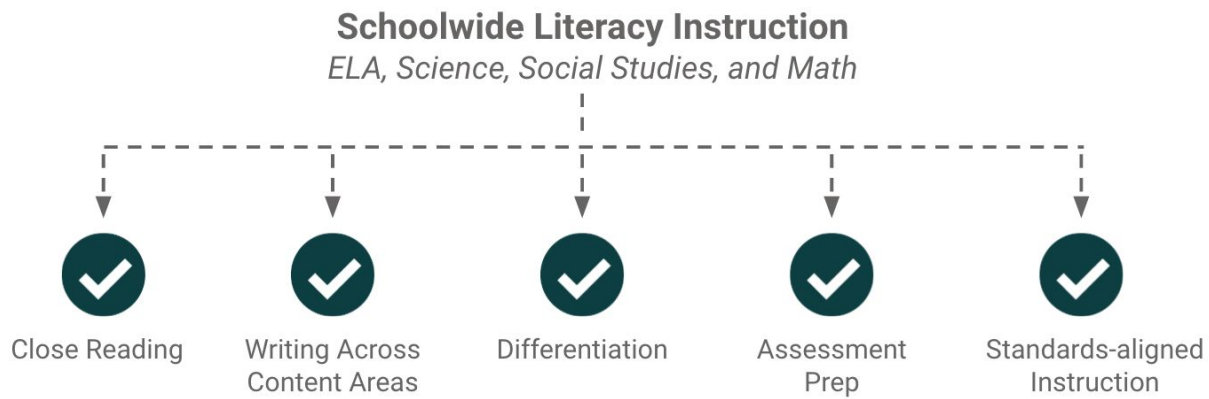 Schoolwide Literacy Instruction
ELA, Science, Social Studies, and Math
Close Reading
Writing Across
Content Areas
Differentiation
Assessment
Prep
Standards-aligned
Instruction